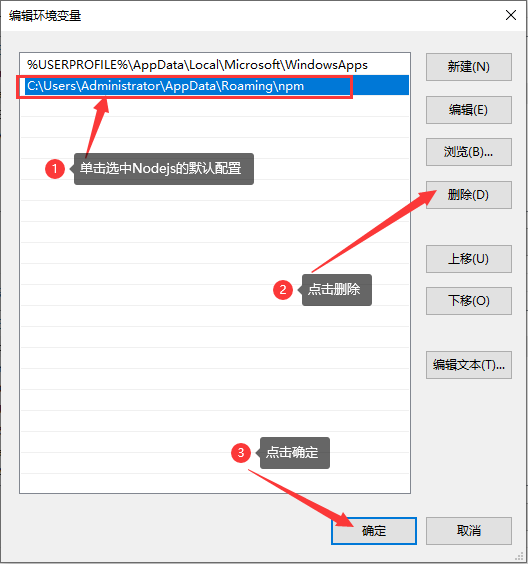 编辑环境变量
%USERPROFILE%\AppData\Local\Microsoft\WindowsApps
C:\Users\Administrator\AppData\Roaming\npm
新建(N)
编辑(E)
浏览(B)...
1 单击选中Nodejs的默认配置
删除(D)
上移(U)
2 点击删除
下移(O)
编辑文本(T)...
3 点击确定
确定
取消